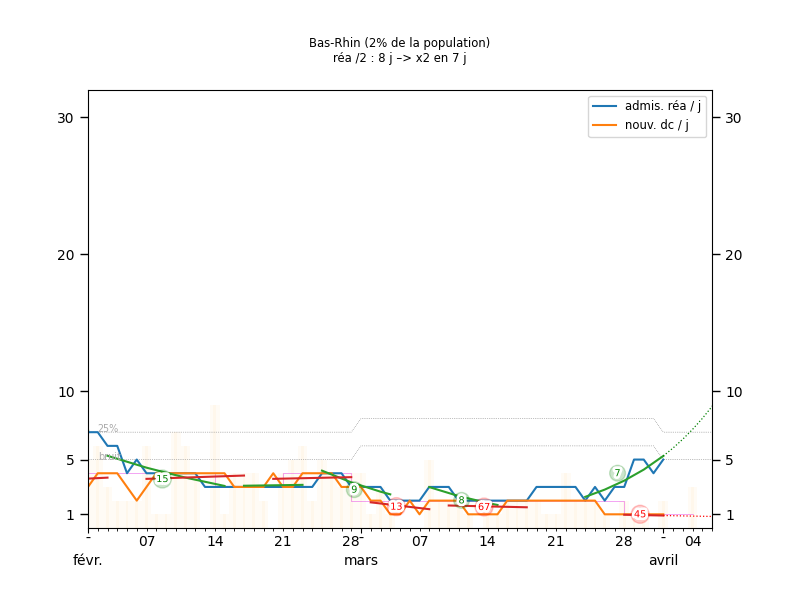 Bas-Rhin (2% de la population)
réa /2 : 8 j –> x2 en 7 j
admis. réa / j
nouv. dc / j
30 30
20 20
10 10
25%
bruit
5 5
15
9
8
7
13
67
45
1 1
- 07 14 21 28 - 07 14 21 28 - 04
févr. mars avril